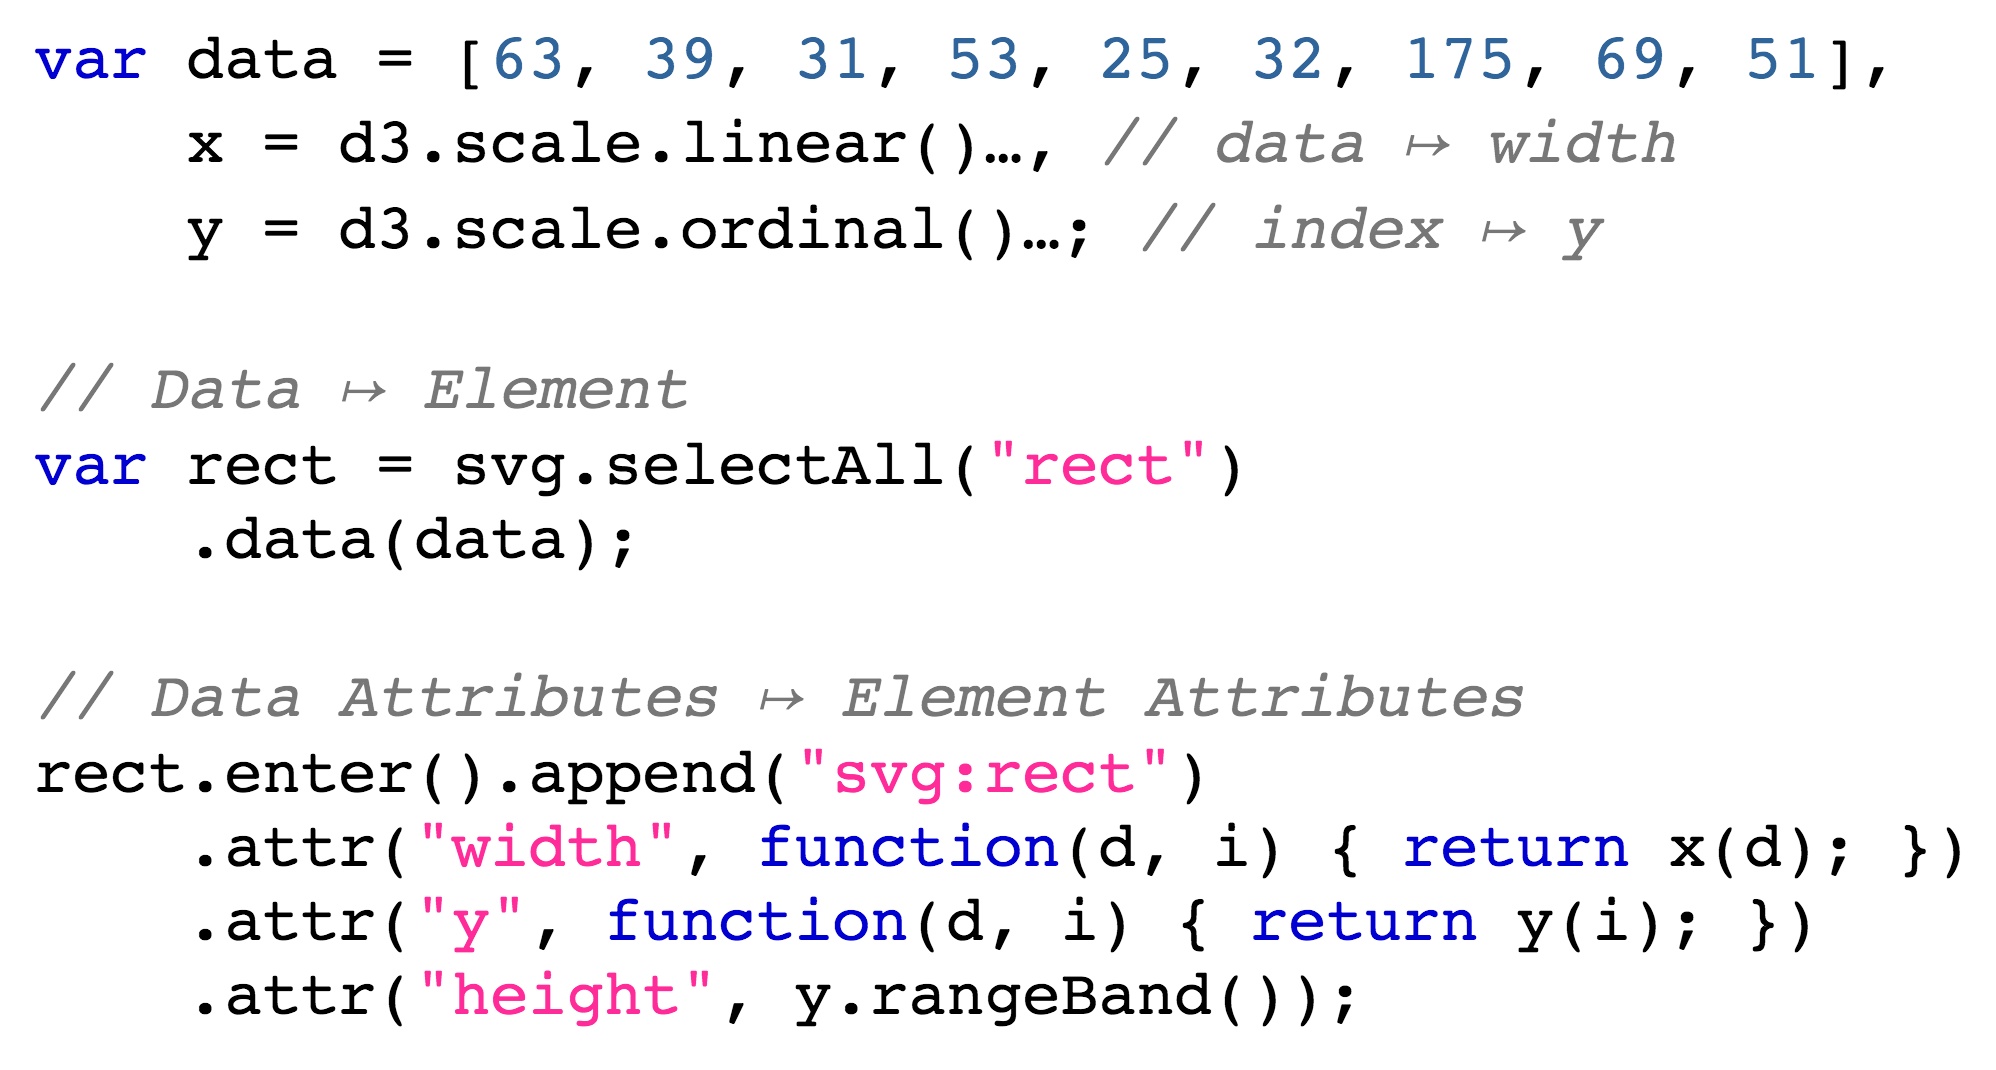 var data = [63, 39, 31, 53, 25, 32, 175, 69, 51],
    x = d3.scale.linear()…, // data ↦ width
    y = d3.scale.ordinal()…; // index ↦ y

// Data ↦ Element
var rect = svg.selectAll("rect")
    .data(data);

// Data Attributes ↦ Element Attributes
rect.enter().append("svg:rect")
    .attr("width", function(d, i) { return x(d); })
    .attr("y", function(d, i) { return y(i); })
    .attr("height", y.rangeBand());